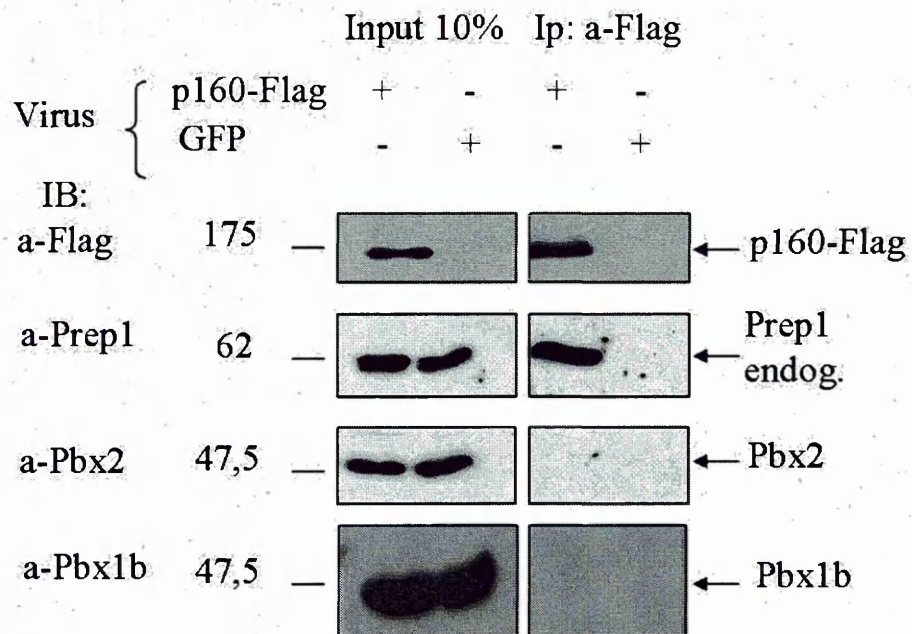 Input 10% Ip: a-Flag
Virus { p160-Flag + - + -
GFP - + - +
IB:
a-Flag 175 p160-Flag
a-Prep1 62 Prep1 endog.
a-Pbx2 47,5 Pbx2
a-Pbx1b 47,5 Pbx1b